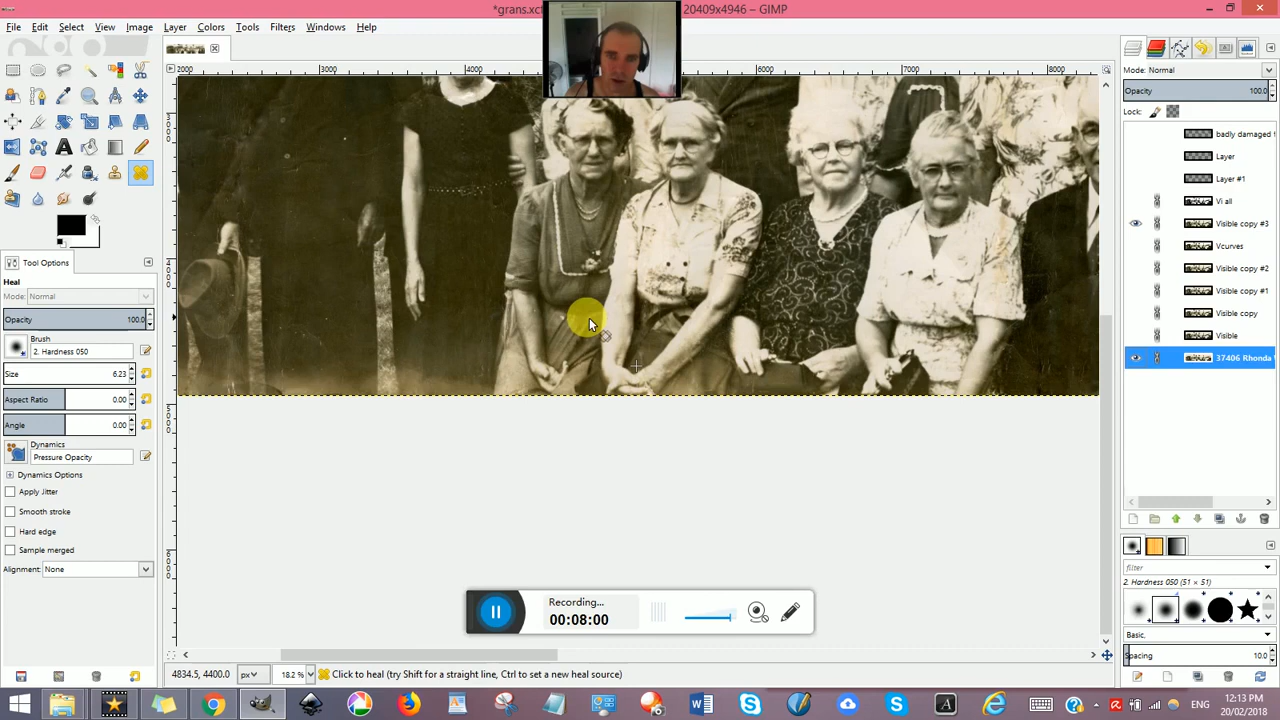 *grans.xcf
20409x4946 – GIMP
File Edit Select View Image Layer Colors Tools Filters Windows Help
2000 3000 4000 6000 7000 8000
3000
4000
5000
6000
Tool Options
Heal
Mode: Normal
Opacity 100.0
Brush
2. Hardness 050
Size 6.23
Aspect Ratio 0.00
Angle 0.00
Dynamics
Pressure Opacity
Dynamics Options
Apply Jitter
Smooth stroke
Hard edge
Sample merged
Alignment: None
Mode: Normal
Opacity 100.0
Lock:
badly damaged
Layer
Layer #1
Vi all
Visible copy #3
Vcurves
Visible copy #2
Visible copy #1
Visible copy
Visible
37406 Rhonda
filter
2. Hardness 050 (51 × 51)
Basic,
Spacing 10.0
Recording...
00:08:00
4834.5, 4400.0 px 18.2 % Click to heal (try Shift for a straight line, Ctrl to set a new heal source)
ENG
12:13 PM
20/02/2018